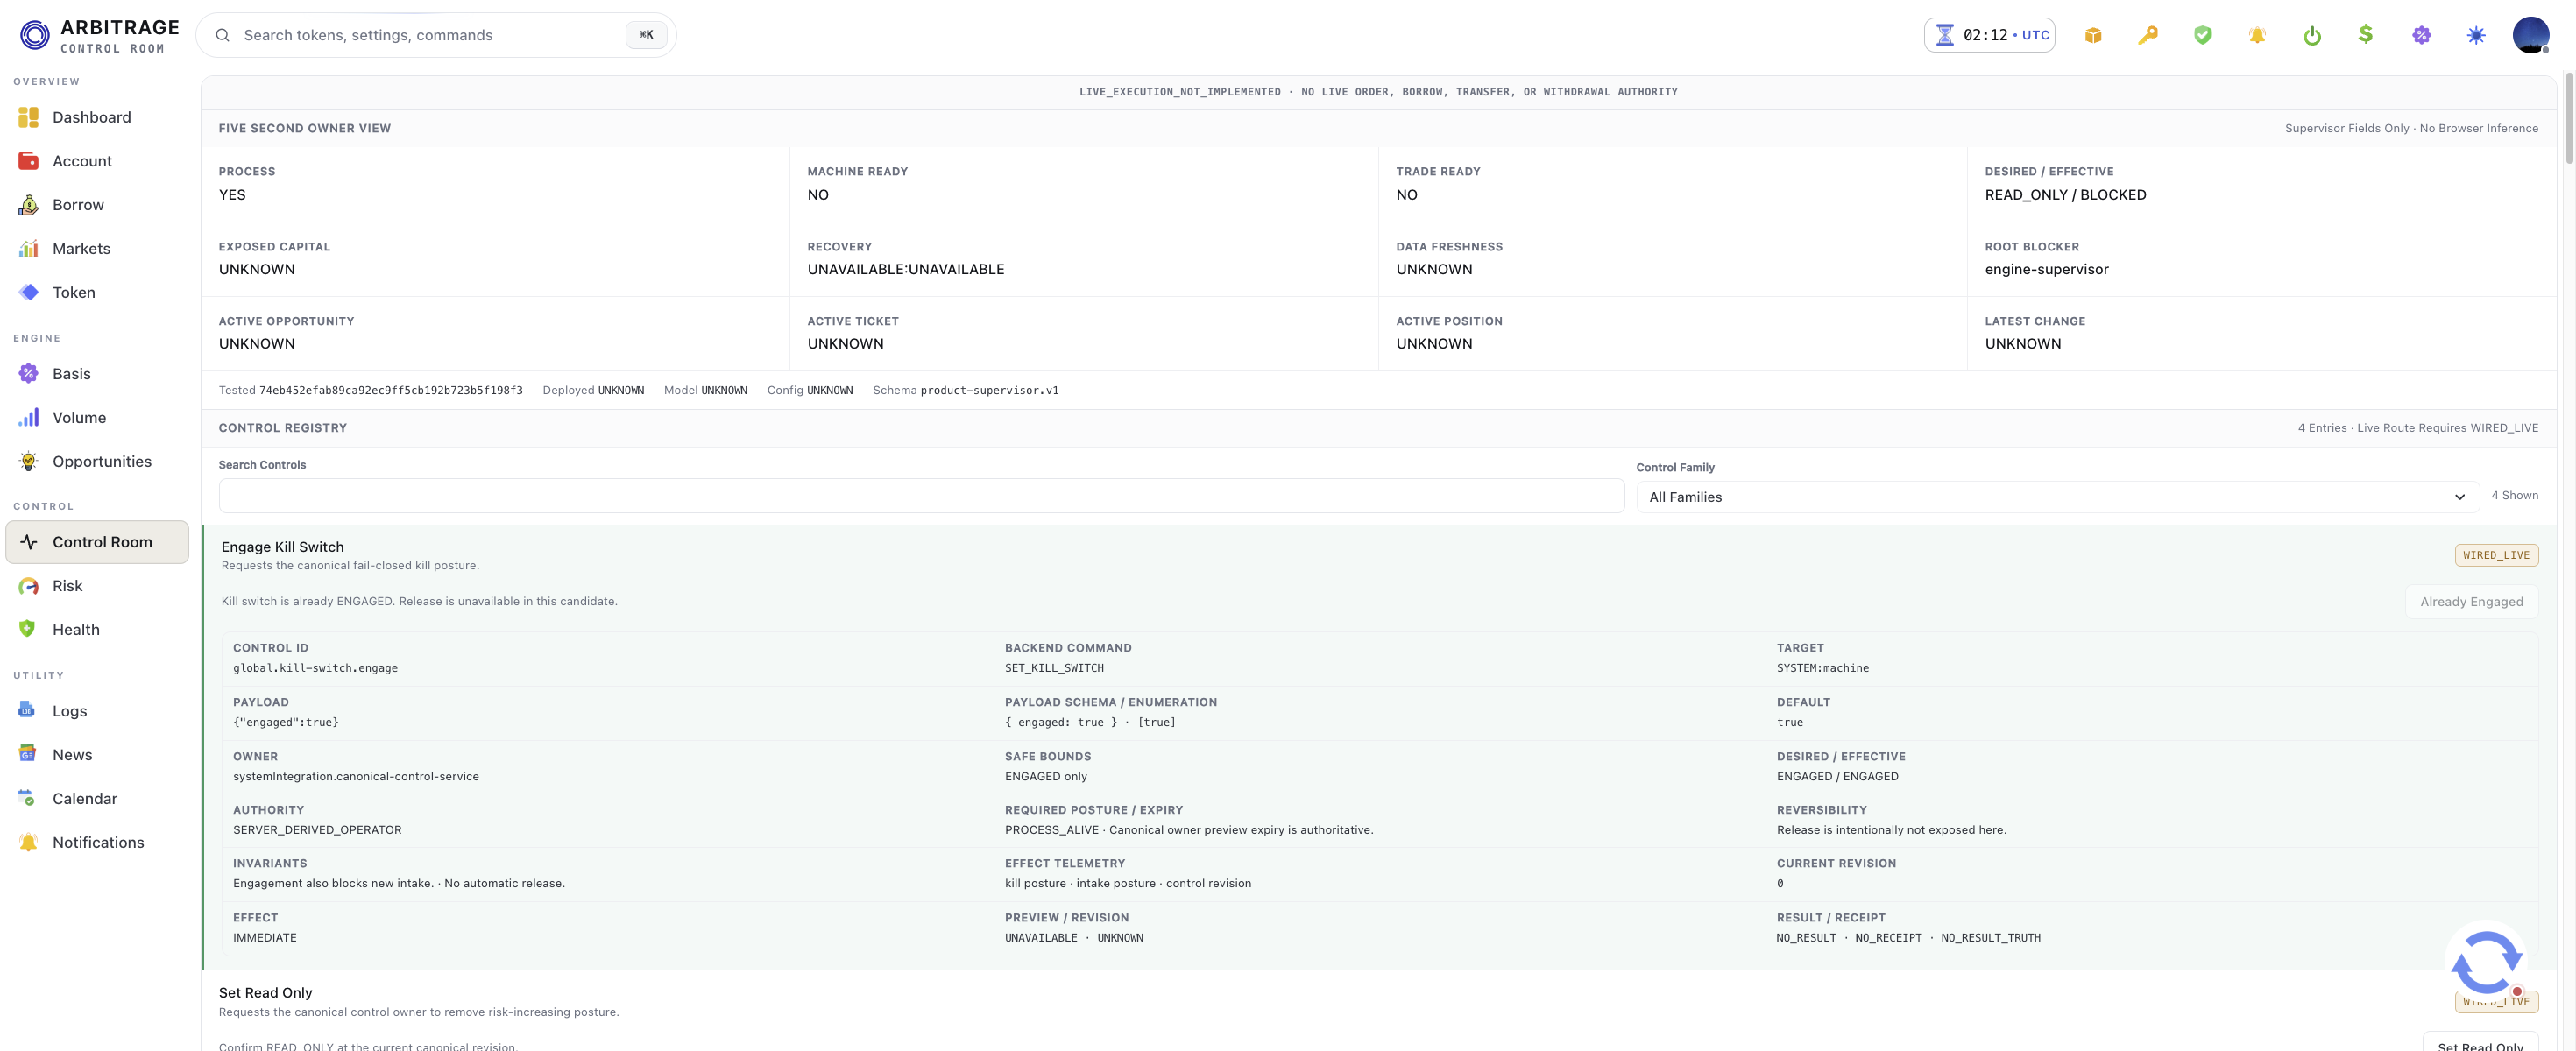 ARBITRAGE
CONTROL ROOM
Search tokens, settings, commands
⌘K
02:12 • UTC
OVERVIEW
Dashboard
Account
Borrow
Markets
Token
ENGINE
Basis
Volume
Opportunities
CONTROL
Control Room
Risk
Health
UTILITY
Logs
News
Calendar
Notifications
LIVE_EXECUTION_NOT_IMPLEMENTED · NO LIVE ORDER, BORROW, TRANSFER, OR WITHDRAWAL AUTHORITY
FIVE SECOND OWNER VIEW
Supervisor Fields Only · No Browser Inference
PROCESS
YES
MACHINE READY
NO
TRADE READY
NO
DESIRED / EFFECTIVE
READ_ONLY / BLOCKED
EXPOSED CAPITAL
UNKNOWN
RECOVERY
UNAVAILABLE:UNAVAILABLE
DATA FRESHNESS
UNKNOWN
ROOT BLOCKER
engine-supervisor
ACTIVE OPPORTUNITY
UNKNOWN
ACTIVE TICKET
UNKNOWN
ACTIVE POSITION
UNKNOWN
LATEST CHANGE
UNKNOWN
Tested 74eb452efab89ca92ec9ff5cb192b723b5f198f3 Deployed UNKNOWN Model UNKNOWN Config UNKNOWN Schema product-supervisor.v1
CONTROL REGISTRY
4 Entries · Live Route Requires WIRED_LIVE
Search Controls
Control Family
All Families
4 Shown
Engage Kill Switch
Requests the canonical fail-closed kill posture.
WIRED_LIVE
Kill switch is already ENGAGED. Release is unavailable in this candidate.
Already Engaged
CONTROL ID
global.kill-switch.engage
BACKEND COMMAND
SET_KILL_SWITCH
TARGET
SYSTEM:machine
PAYLOAD
{"engaged":true}
PAYLOAD SCHEMA / ENUMERATION
{ engaged: true } · [true]
DEFAULT
true
OWNER
systemIntegration.canonical-control-service
SAFE BOUNDS
ENGAGED only
DESIRED / EFFECTIVE
ENGAGED / ENGAGED
AUTHORITY
SERVER_DERIVED_OPERATOR
REQUIRED POSTURE / EXPIRY
PROCESS_ALIVE · Canonical owner preview expiry is authoritative.
REVERSIBILITY
Release is intentionally not exposed here.
INVARIANTS
Engagement also blocks new intake. · No automatic release.
EFFECT TELEMETRY
kill posture · intake posture · control revision
CURRENT REVISION
0
EFFECT
IMMEDIATE
PREVIEW / REVISION
UNAVAILABLE · UNKNOWN
RESULT / RECEIPT
NO_RESULT · NO_RECEIPT · NO_RESULT_TRUTH
Set Read Only
Requests the canonical control owner to remove risk-increasing posture.
WIRED_LIVE
Confirm READ_ONLY at the current canonical revision.
Set Read Only